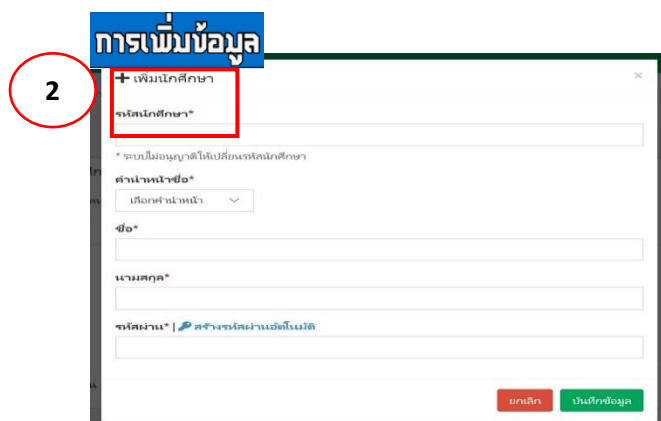 การเพิ่มข้อมูล
2
+ เพิ่มนักศึกษา
×
รหัสนักศึกษา*
* ระบบไม่อนุญาติให้เปลี่ยนรหัสนักศึกษา
คำนำหน้าชื่อ*
เลือกคำนำหน้า
ชื่อ*
นามสกุล*
รหัสผ่าน* | สร้างรหัสผ่านอัตโนมัติ
ยกเลิก บันทึกข้อมูล